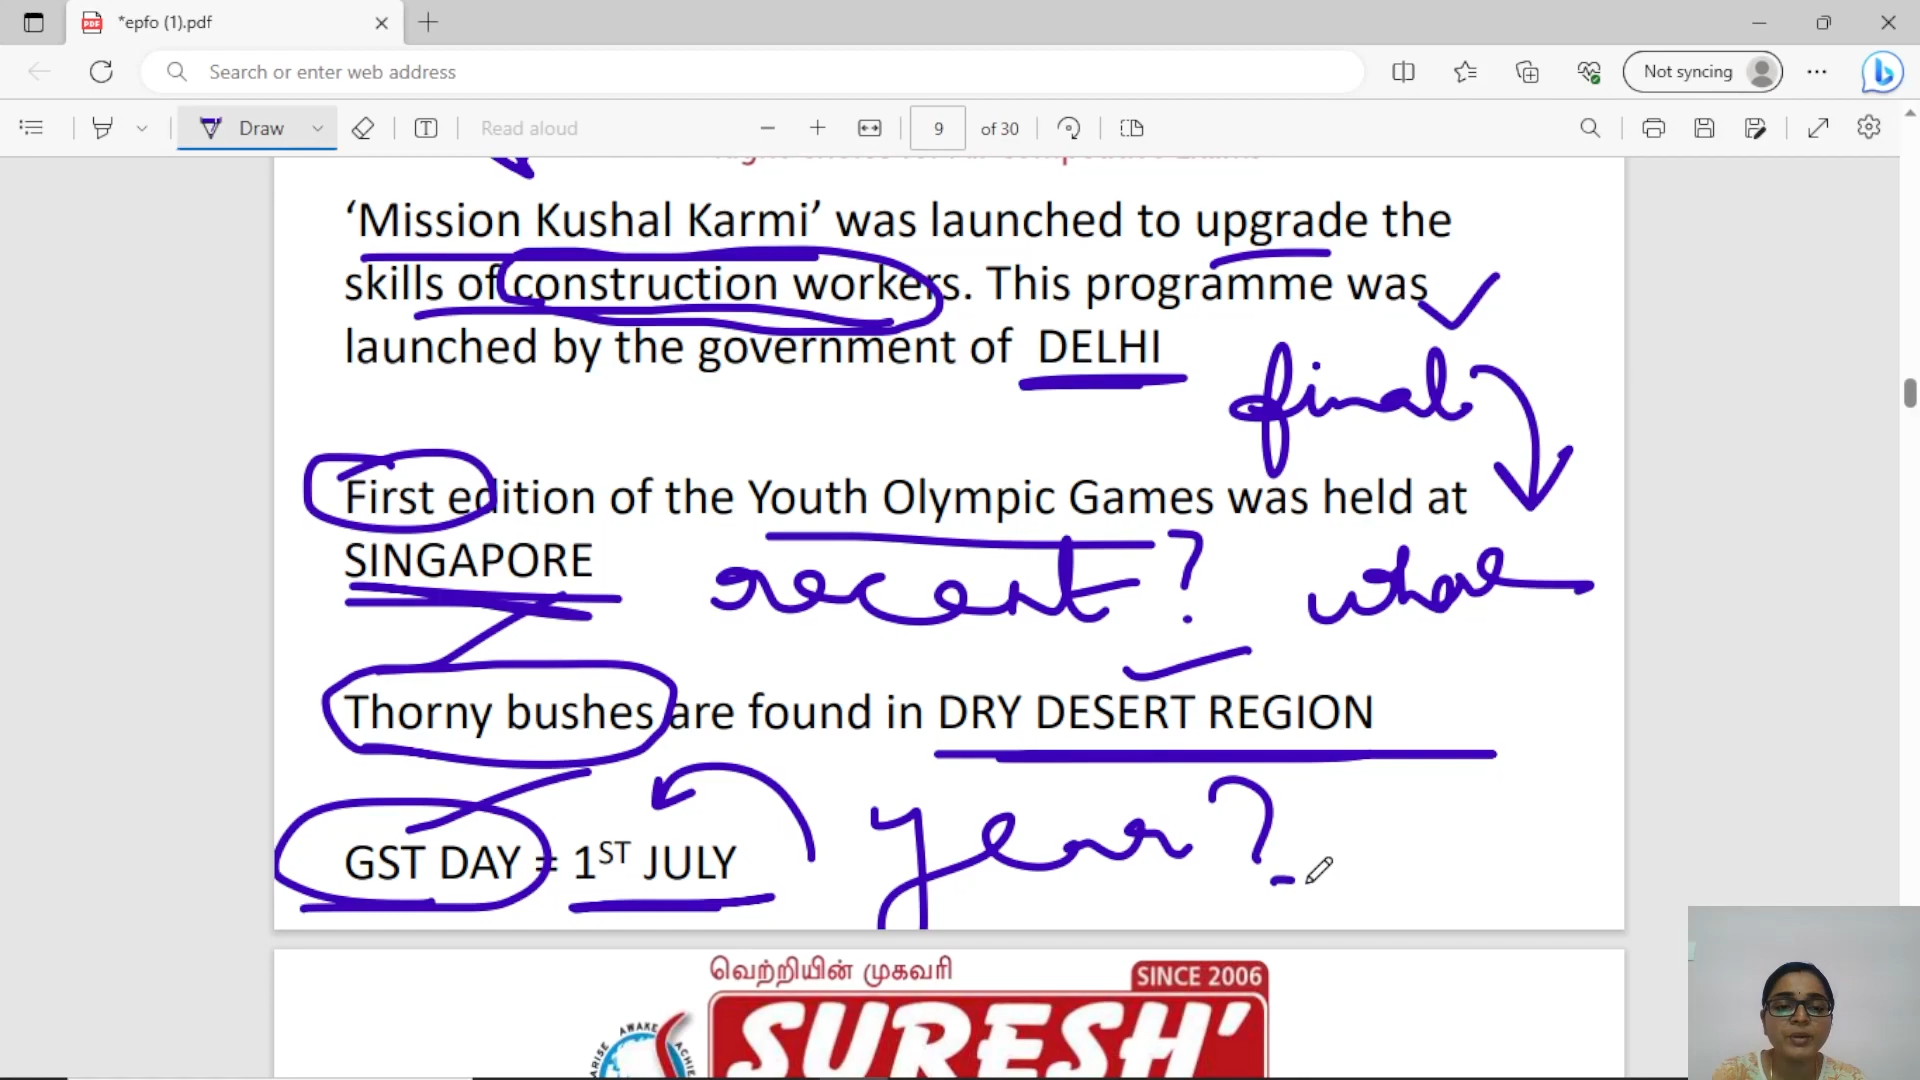 *epfo (1).pdf
Search or enter web address
Not syncing
Draw
Read aloud
9 of 30
‘Mission Kushal Karmi’ was launched to upgrade the
skills of construction workers. This programme was
launched by the government of DELHI
final
First edition of the Youth Olympic Games was held at
SINGAPORE
recent ?
Thorny bushes are found in DRY DESERT REGION
GST DAY = 1ST JULY
year ?
வெற்றியின் முகவரி
SINCE 2006
SURESH'
ARISE AWAKE ACHIE